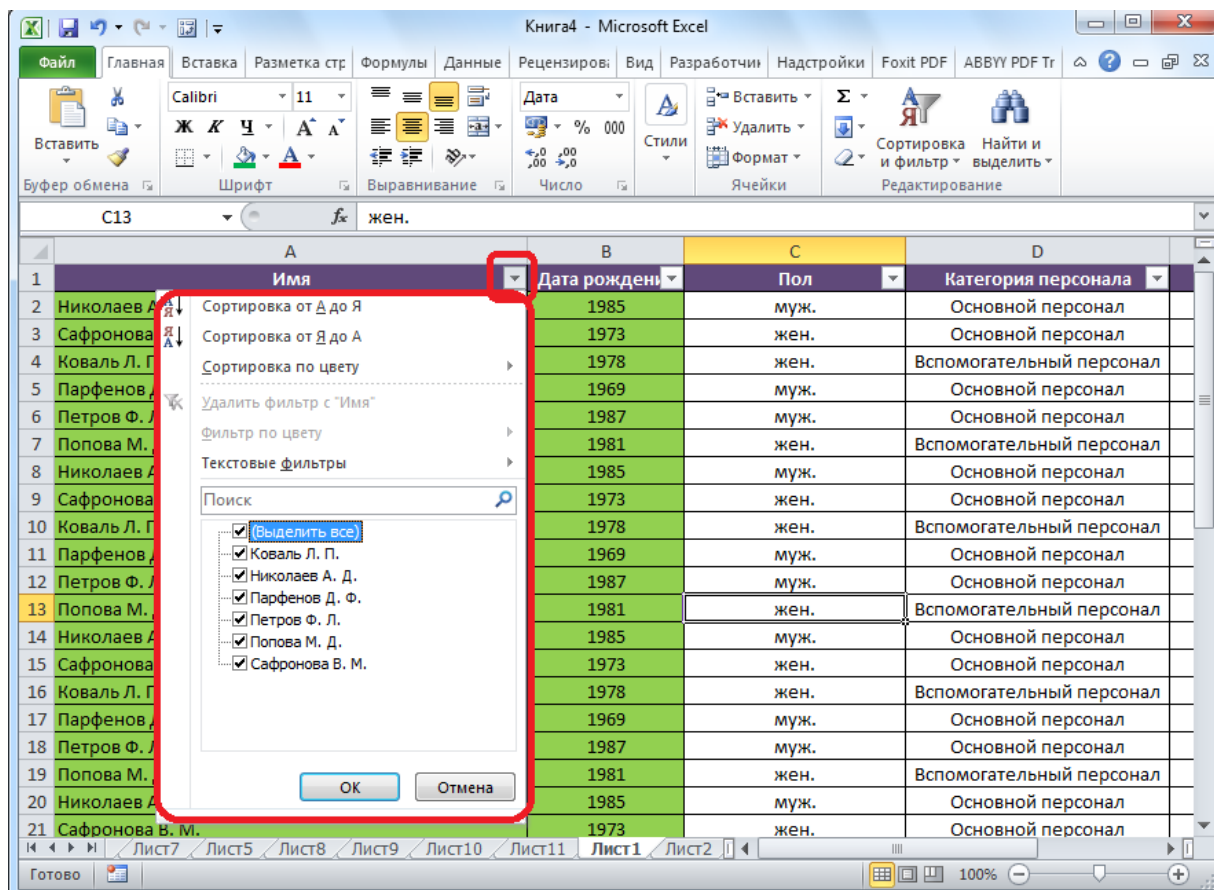 Книга4 - Microsoft Excel
Файл Главная Вставка Разметка стр Формулы Данные Рецензирова Вид Разработчик Надстройки Foxit PDF ABBYY PDF Tr
Calibri 11 Дата Вставить Σ
Ж К Ч А А % 000 Удалить
Вставить Стили Формат Сортировка и фильтр Найти и выделить
Буфер обмена Шрифт Выравнивание Число Ячейки Редактирование
C13 fx жен.
A B C D
1 Имя Дата рождени Пол Категория персонала
2 Николаев А 1985 муж. Основной персонал
3 Сафронова 1973 жен. Основной персонал
4 Коваль Л. П 1978 жен. Вспомогательный персонал
5 Парфенов Д 1969 муж. Основной персонал
6 Петров Ф. Л 1987 муж. Основной персонал
7 Попова М. 1981 жен. Вспомогательный персонал
8 Николаев А 1985 муж. Основной персонал
9 Сафронова 1973 жен. Основной персонал
10 Коваль Л. П 1978 жен. Вспомогательный персонал
11 Парфенов 1969 муж. Основной персонал
12 Петров Ф. Л 1987 муж. Основной персонал
13 Попова М. 1981 жен. Вспомогательный персонал
14 Николаев А 1985 муж. Основной персонал
15 Сафронова 1973 жен. Основной персонал
16 Коваль Л. П 1978 жен. Вспомогательный персонал
17 Парфенов 1969 муж. Основной персонал
18 Петров Ф. Л 1987 муж. Основной персонал
19 Попова М. 1981 жен. Вспомогательный персонал
20 Николаев А 1985 муж. Основной персонал
21 Сафронова В. М. 1973 жен. Основной персонал
Сортировка от А до Я
Сортировка от Я до А
Сортировка по цвету
Удалить фильтр с "Имя"
Фильтр по цвету
Текстовые фильтры
Поиск
(Выделить все)
Коваль Л. П.
Николаев А. Д.
Парфенов Д. Ф.
Петров Ф. Л.
Попова М. Д.
Сафронова В. М.
ОК Отмена
Лист7 Лист5 Лист8 Лист9 Лист10 Лист11 Лист1 Лист2
Готово 100%